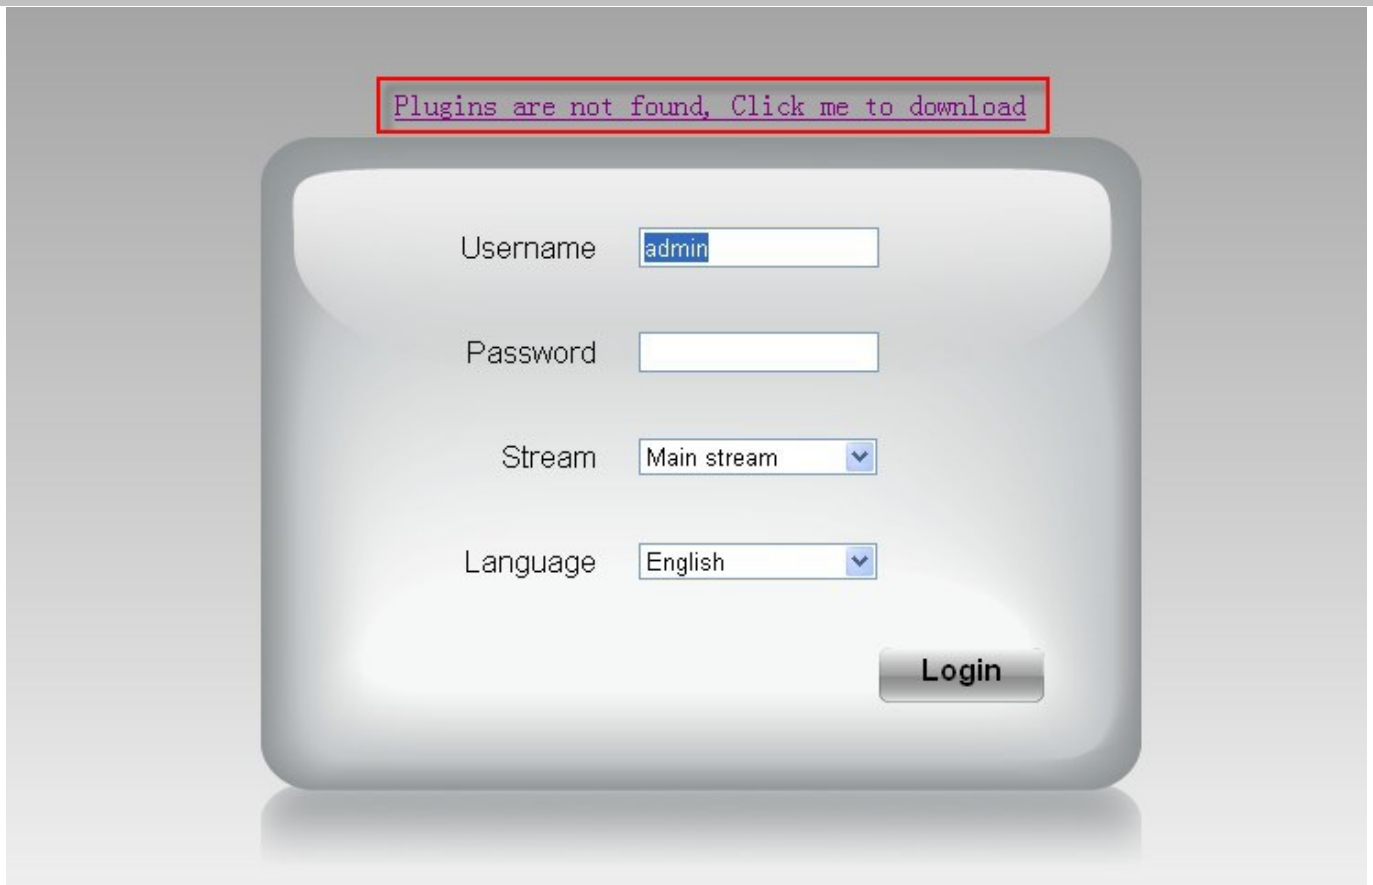 Plugins are not found, Click me to download
Username admin
Password
Stream Main stream
Language English
Login